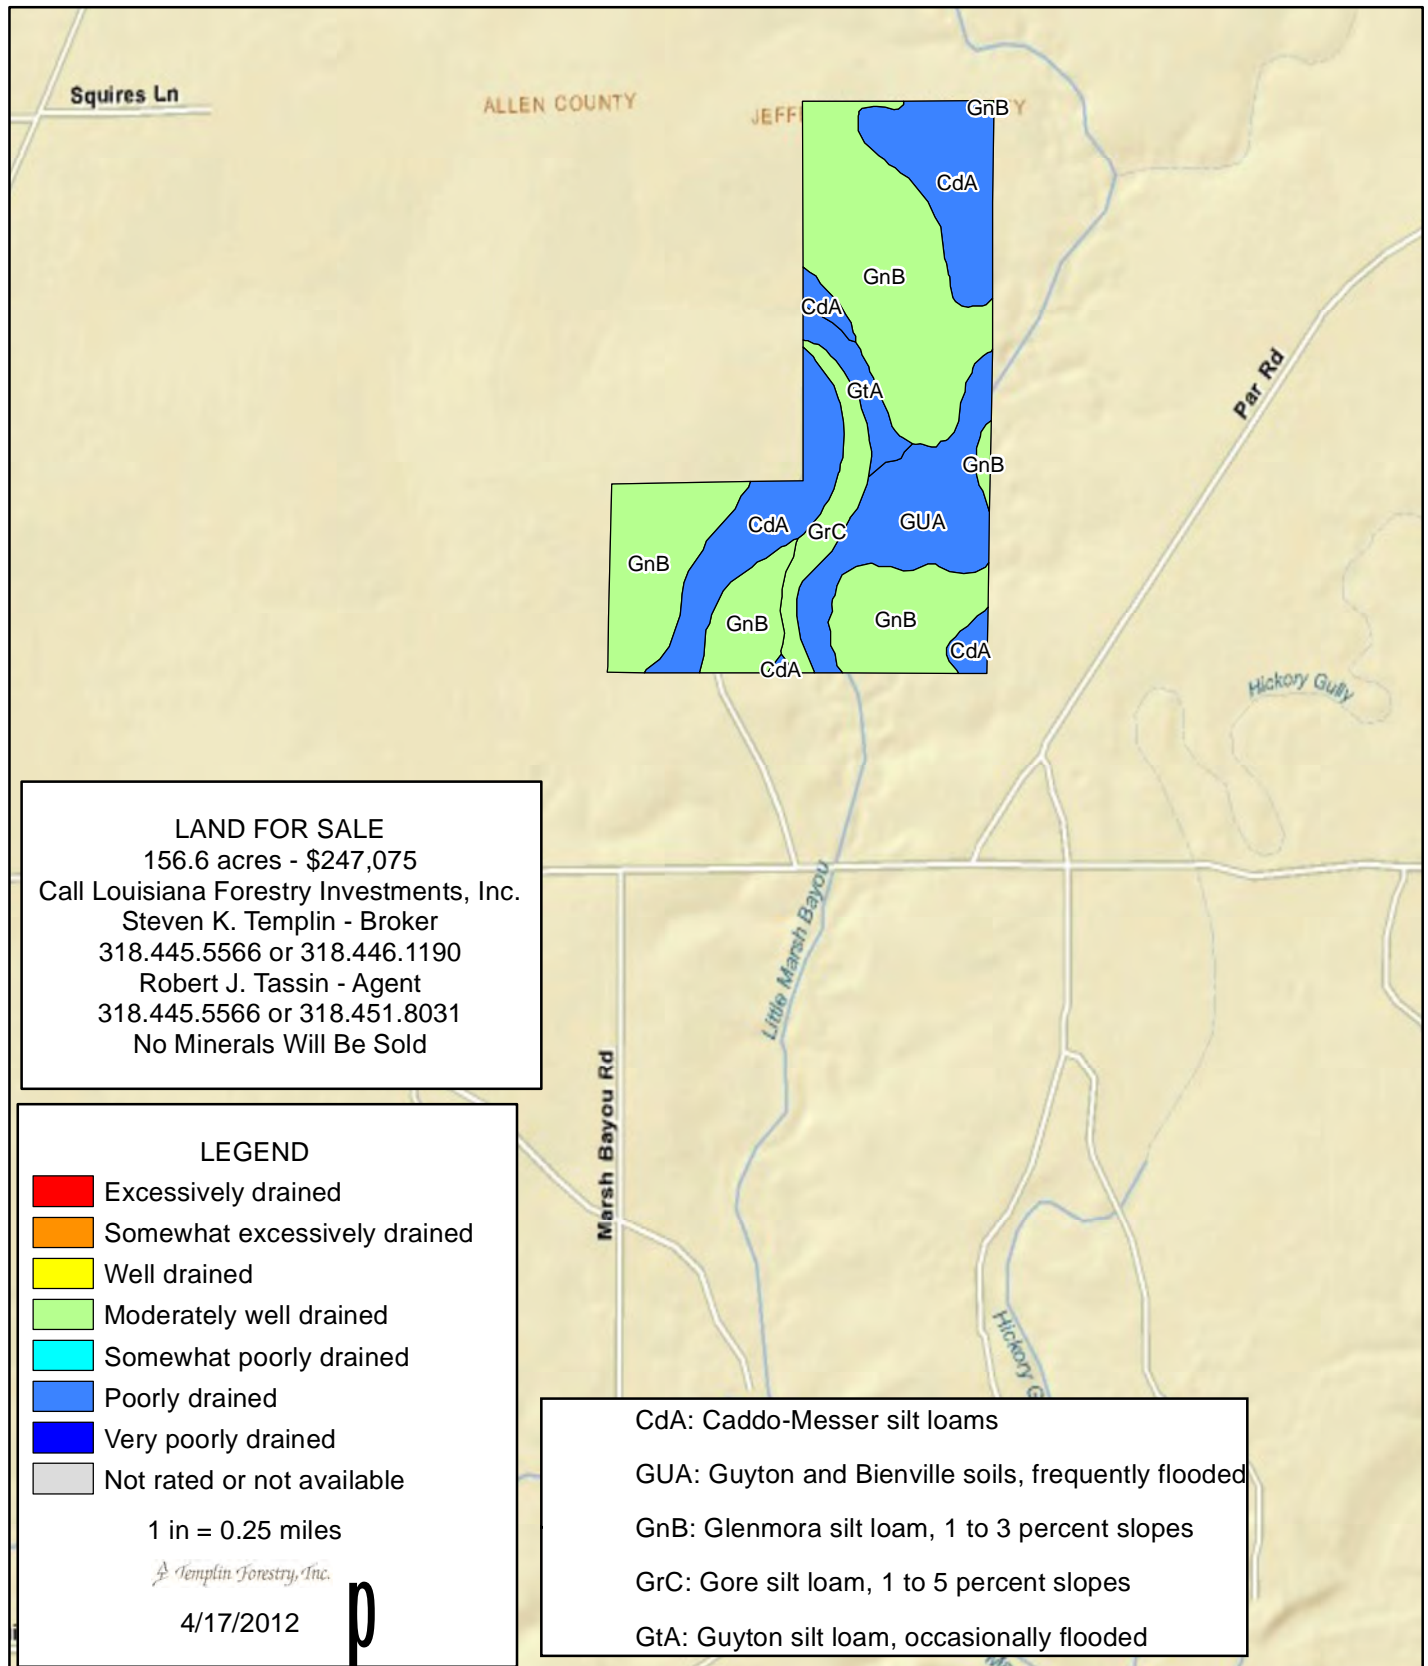 Squires Ln
ALLEN COUNTY
JEFF
Y
GnB
CdA
GnB
CdA
GtA
GnB
CdA
GrC
GUA
GnB
GnB
GnB
CdA
CdA
Par Rd
Hickory Gully
Little Marsh Bayou
Marsh Bayou Rd
Hickory G
LAND FOR SALE
156.6 acres - $247,075
Call Louisiana Forestry Investments, Inc.
Steven K. Templin - Broker
318.445.5566 or 318.446.1190
Robert J. Tassin - Agent
318.445.5566 or 318.451.8031
No Minerals Will Be Sold
LEGEND
Excessively drained
Somewhat excessively drained
Well drained
Moderately well drained
Somewhat poorly drained
Poorly drained
Very poorly drained
Not rated or not available
1 in = 0.25 miles
Templin Forestry, Inc.
4/17/2012
p
CdA: Caddo-Messer silt loams
GUA: Guyton and Bienville soils, frequently flooded
GnB: Glenmora silt loam, 1 to 3 percent slopes
GrC: Gore silt loam, 1 to 5 percent slopes
GtA: Guyton silt loam, occasionally flooded